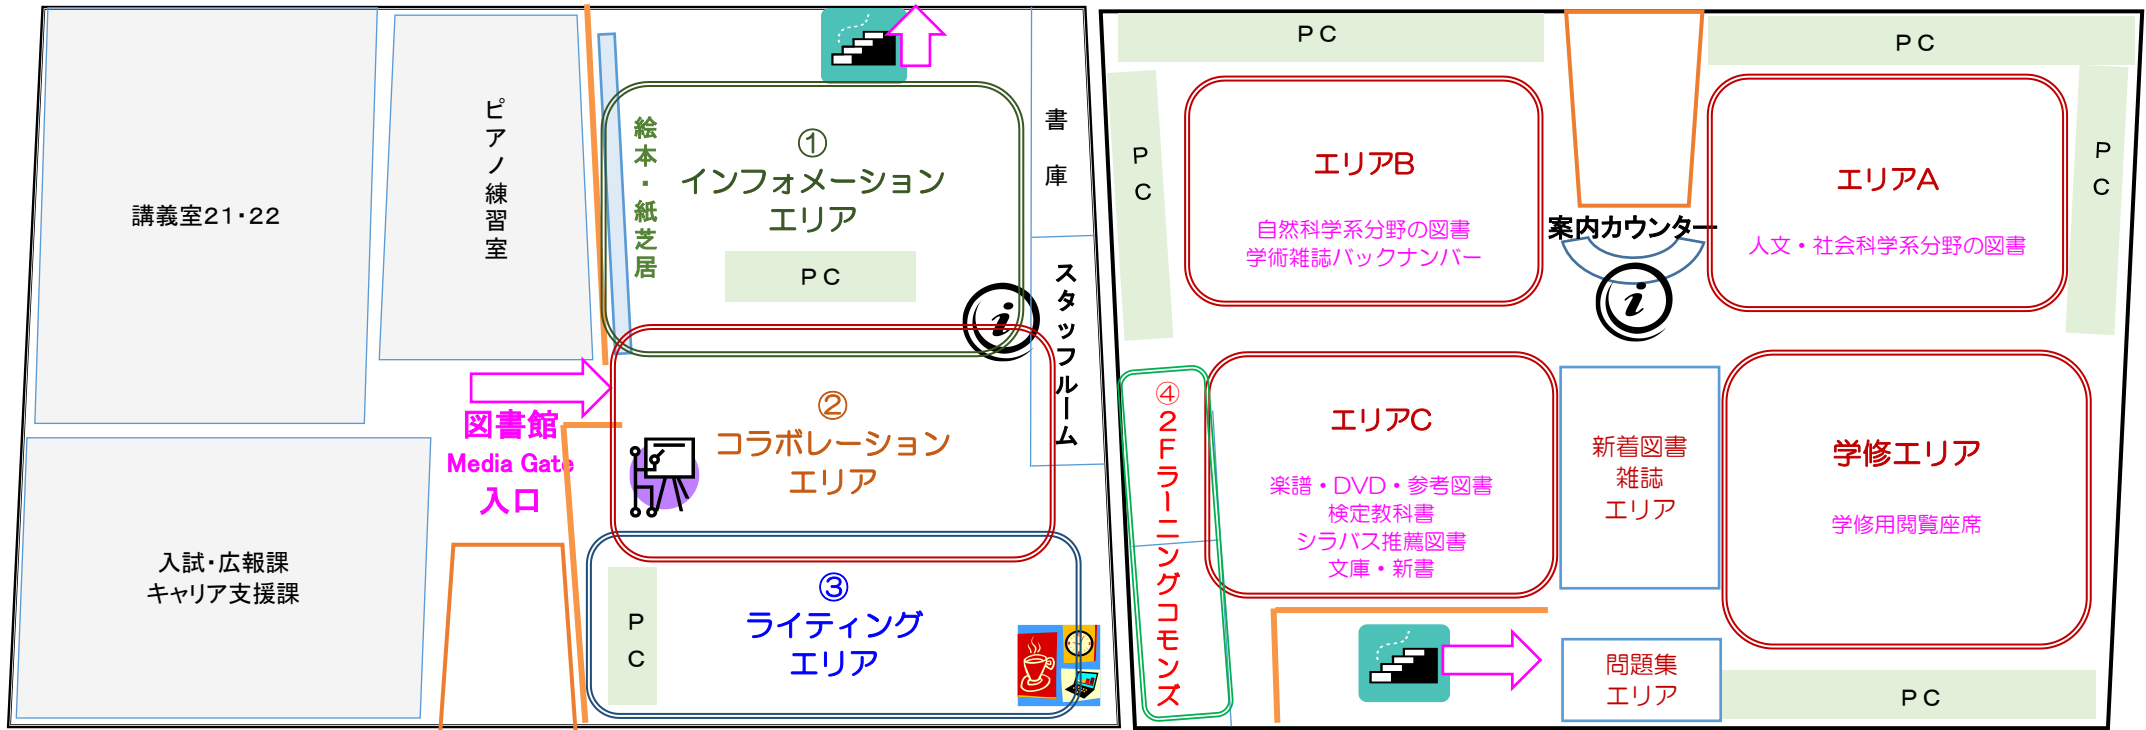 講義室21・22
ピアノ練習室
絵本・紙芝居
①
インフォメーション
エリア
PC
書庫
スタッフルーム
図書館
Media Gate
入口
②
コラボレーション
エリア
入試・広報課
キャリア支援課
③
ライティング
エリア
PC
PC
PC
PC
PC
エリアB
自然科学系分野の図書
学術雑誌バックナンバー
案内カウンター
エリアA
人文・社会科学系分野の図書
④2Fラーニングコモンズ
エリアC
楽譜・DVD・参考図書
検定教科書
シラバス推薦図書
文庫・新書
新着図書
雑誌
エリア
学修エリア
学修用閲覧座席
問題集
エリア
PC